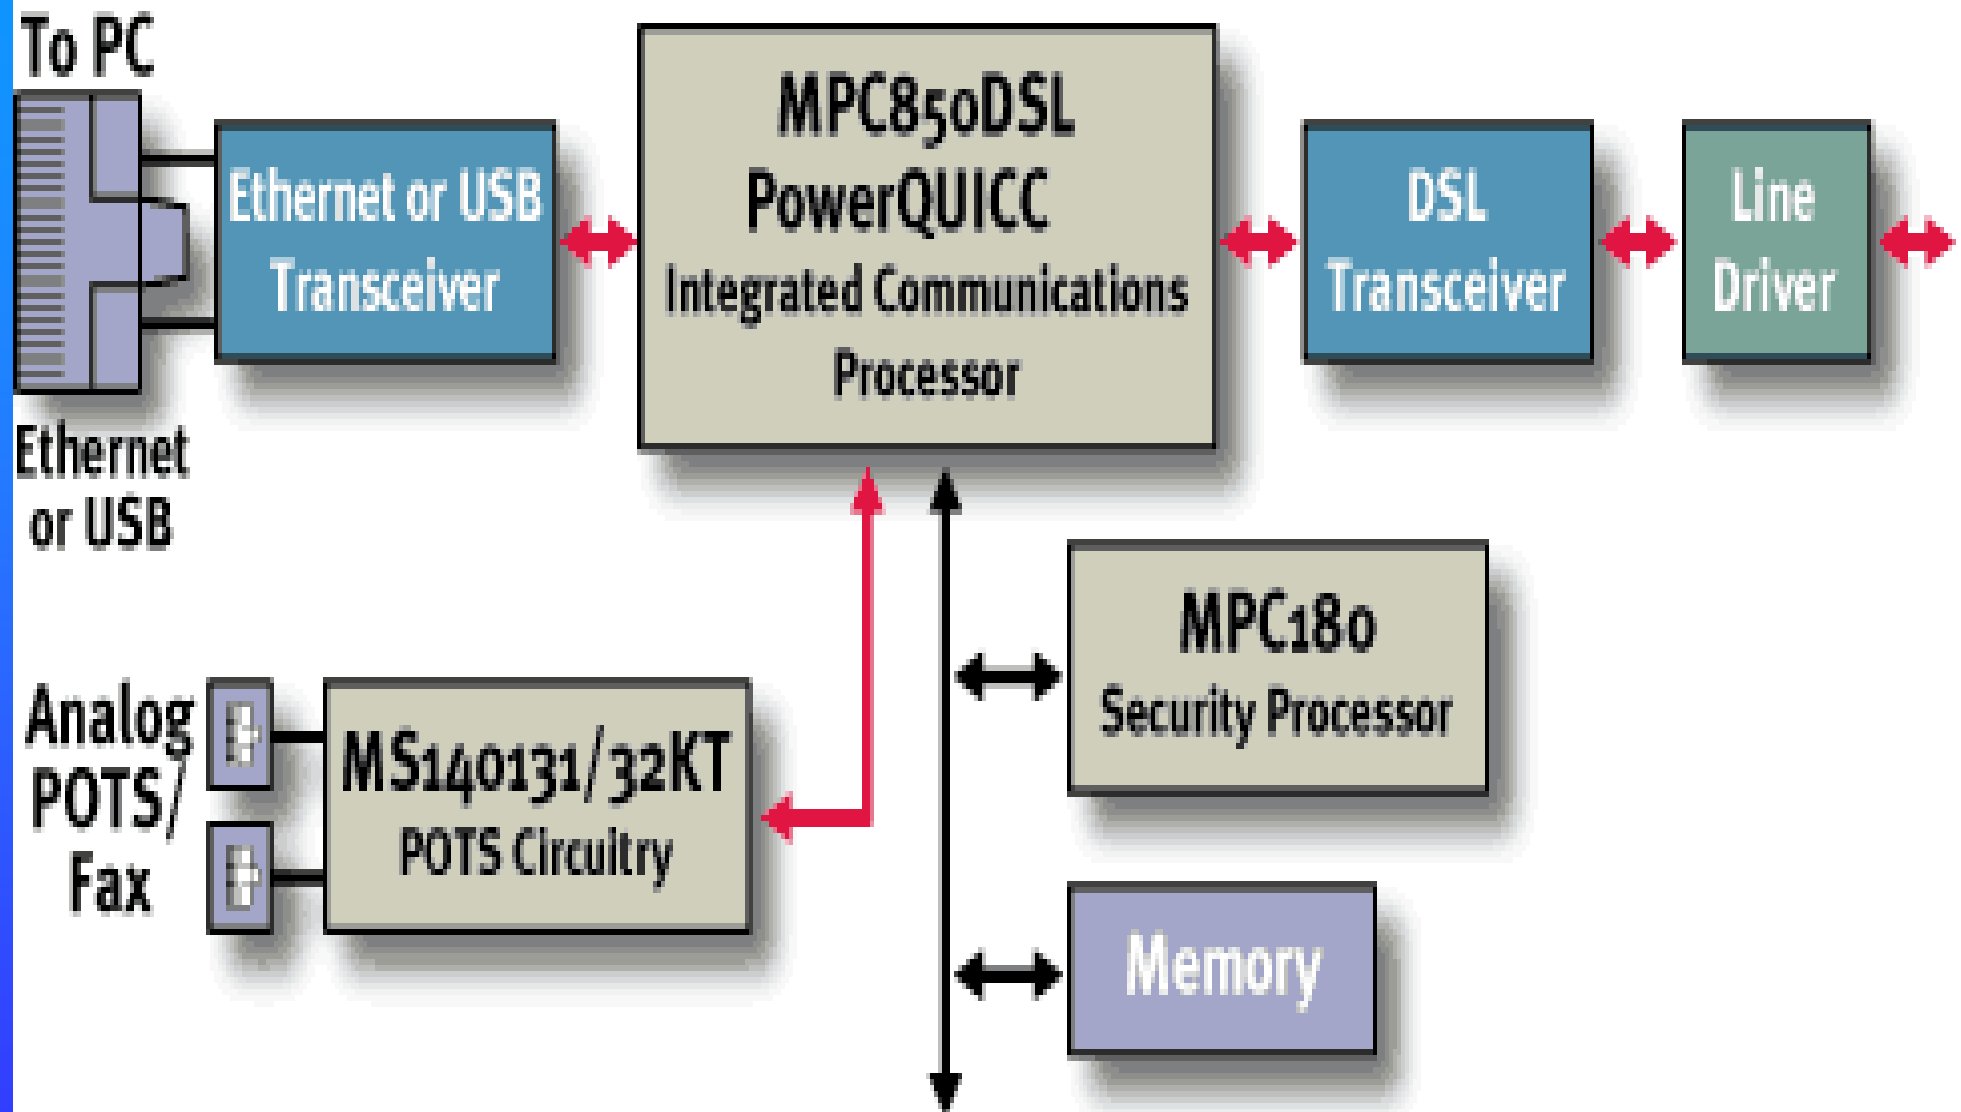 To PC
Ethernet
or USB
Ethernet or USB
Transceiver
MPC850DSL
PowerQUICC
Integrated Communications
Processor
DSL
Transceiver
Line
Driver
Analog
POTS/
Fax
MS140131/32KT
POTS Circuitry
MPC180
Security Processor
Memory